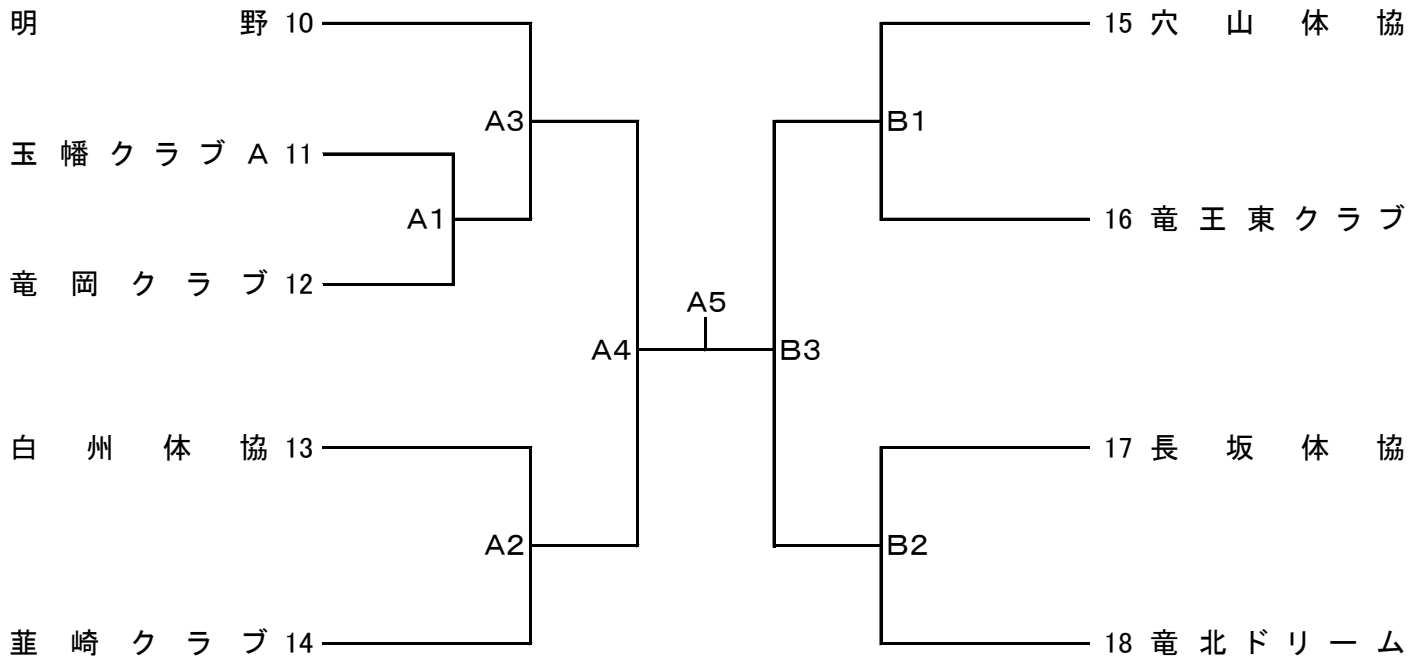 明野 10
15 穴山体協
A3
B1
玉幡クラブA 11
A1
16 竜王東クラブ
竜岡クラブ 12
A5
A4
B3
白州体協 13
17 長坂体協
A2
B2
韮崎クラブ 14
18 竜北ドリーム